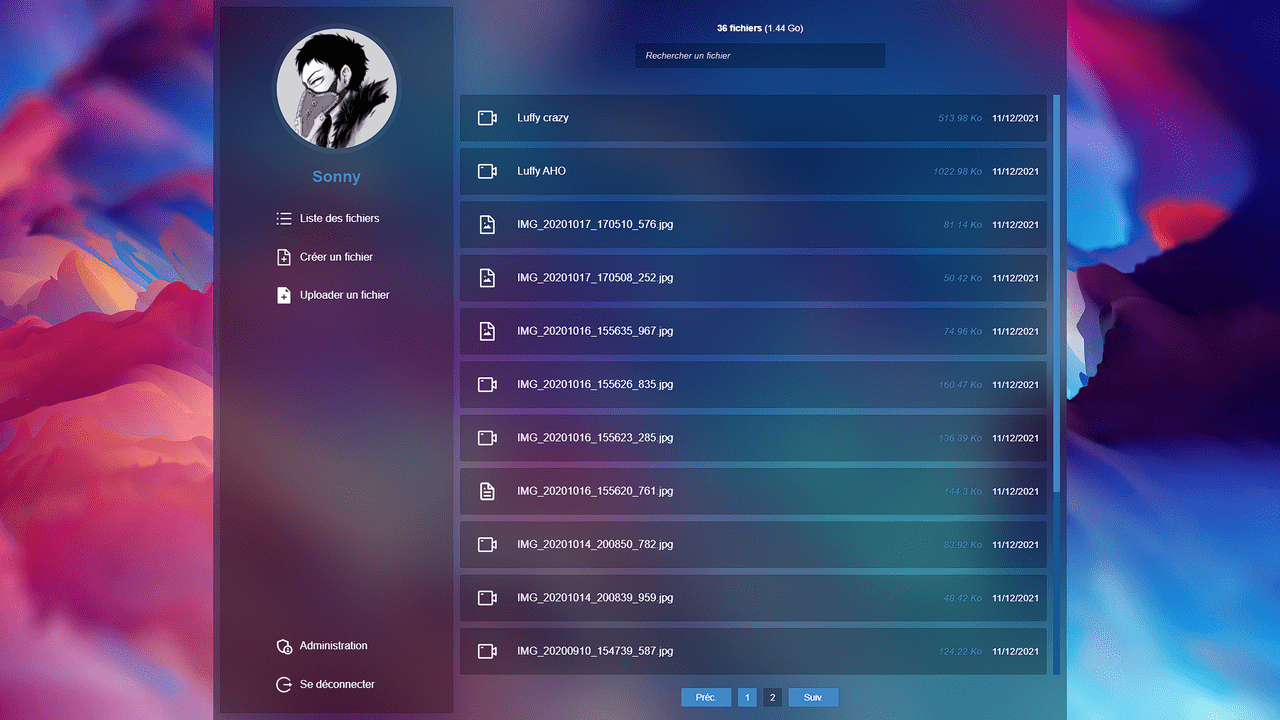 Sonny
Liste des fichiers
Créer un fichier
Uploader un fichier
Administration
Se déconnecter
36 fichiers (1.44 Go)
Rechercher un fichier
Luffy crazy 513.98 Ko 11/12/2021
Luffy AHO 1022.98 Ko 11/12/2021
IMG_20201017_170510_576.jpg 81.14 Ko 11/12/2021
IMG_20201017_170508_252.jpg 50.42 Ko 11/12/2021
IMG_20201016_155635_967.jpg 74.96 Ko 11/12/2021
IMG_20201016_155626_835.jpg 160.47 Ko 11/12/2021
IMG_20201016_155623_285.jpg 136.39 Ko 11/12/2021
IMG_20201016_155620_761.jpg 144.3 Ko 11/12/2021
IMG_20201014_200850_782.jpg 83.92 Ko 11/12/2021
IMG_20201014_200839_959.jpg 48.42 Ko 11/12/2021
IMG_20200910_154739_587.jpg 124.22 Ko 11/12/2021
Préc. 1 2 Suiv.